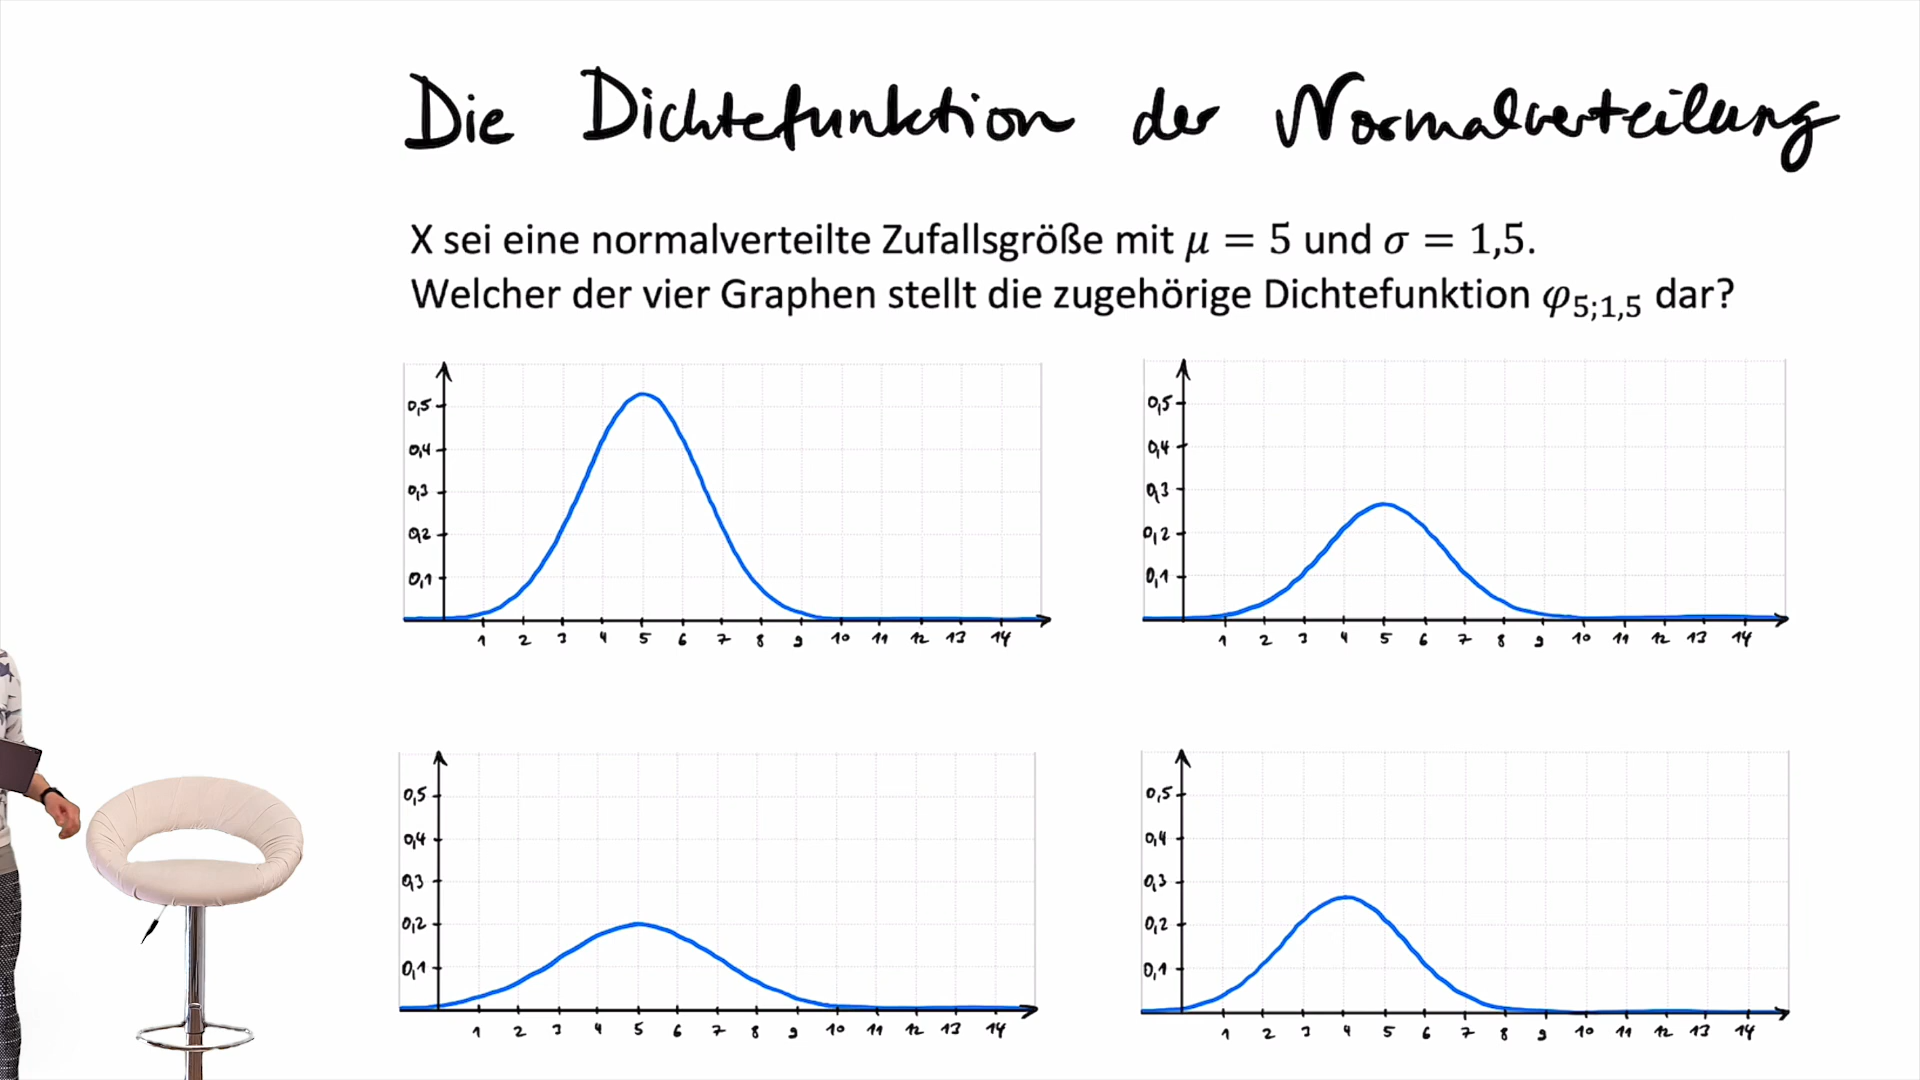 Die Dichtefunktion der Normalverteilung
X sei eine normalverteilte Zufallsgröße mit μ = 5 und σ = 1,5.
Welcher der vier Graphen stellt die zugehörige Dichtefunktion φ5;1,5 dar?
0,5
0,4
0,3
0,2
0,1
1 2 3 4 5 6 7 8 9 10 11 12 13 14
0,5
0,4
0,3
0,2
0,1
1 2 3 4 5 6 7 8 9 10 11 12 13 14
0,5
0,4
0,3
0,2
0,1
1 2 3 4 5 6 7 8 9 10 11 12 13 14
0,5
0,4
0,3
0,2
0,1
1 2 3 4 5 6 7 8 9 10 11 12 13 14